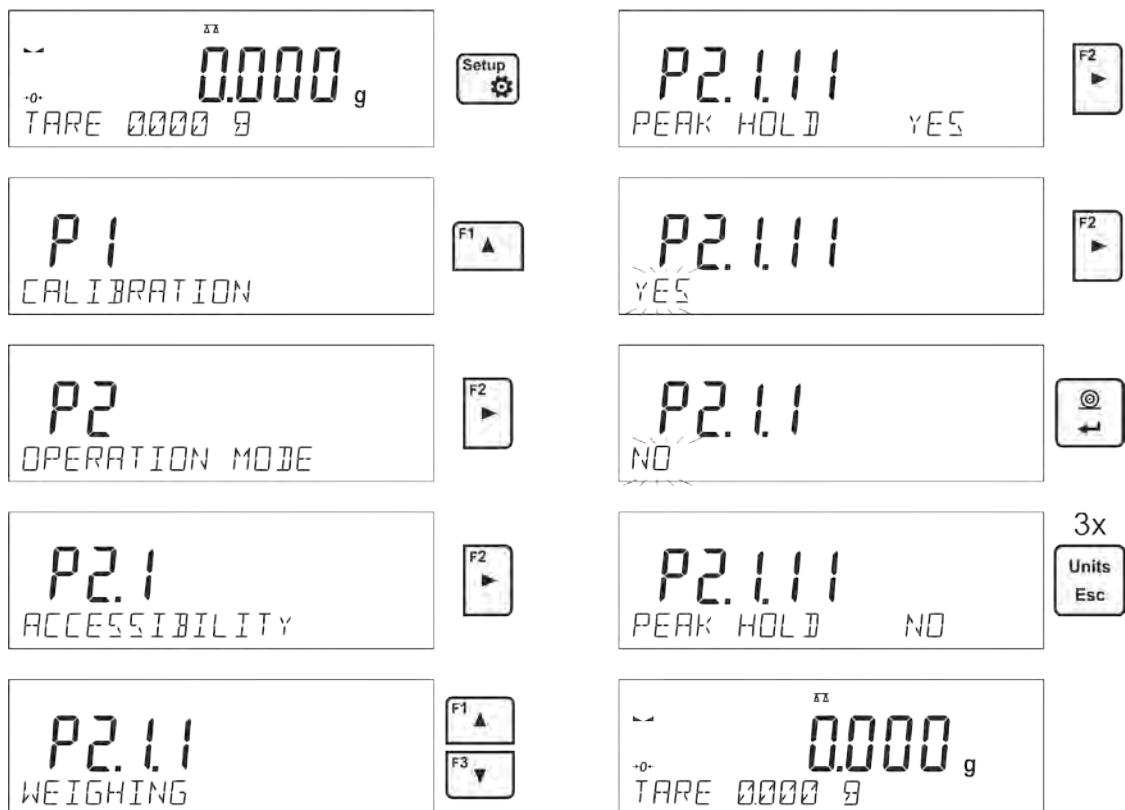 0.000 g
TARE 0.000 g
Setup
P1
CALIBRATION
F1
P2
OPERATION MODE
F2
P2.1
ACCESSIBILITY
F2
P2.1.1
WEIGHING
F1
F3
P2.1.11
PEAK HOLD YES
F2
P2.1.11
YES
F2
P2.1.1
NO
3x
P2.1.11
PEAK HOLD NO
Units
Esc
0.000 g
TARE 0.000 g